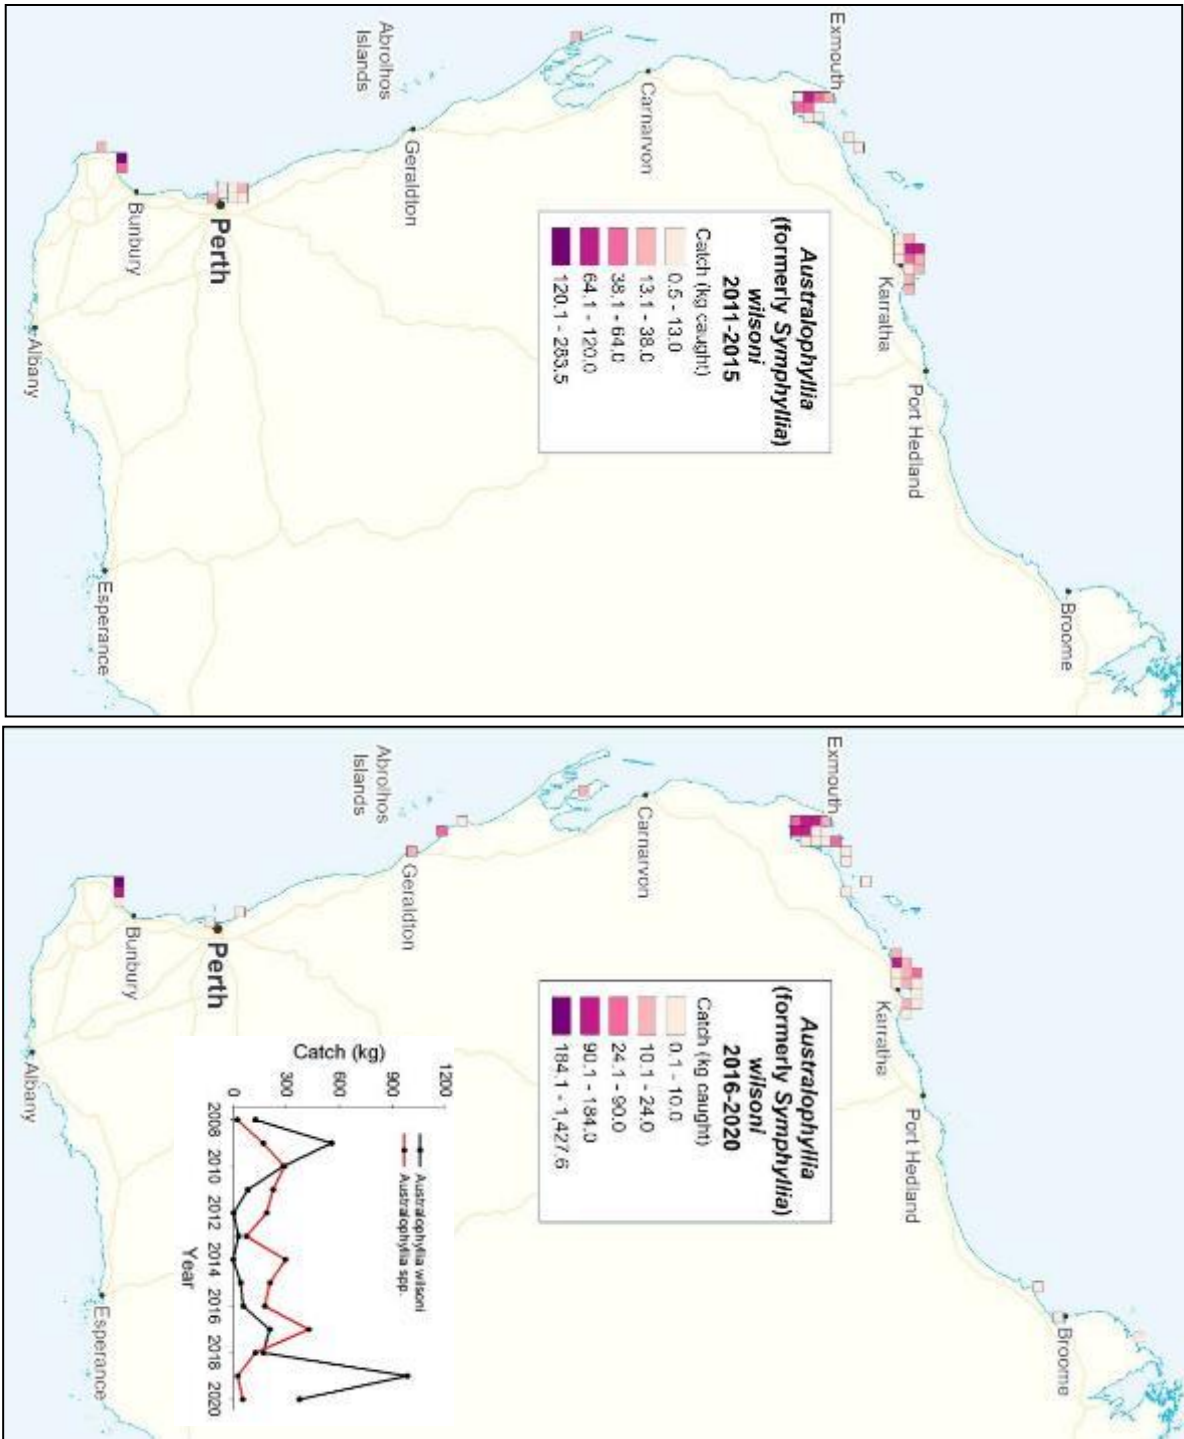 Exmouth
Abrolhos
Islands
Carnarvon
Geraldton
Perth
Bunbury
Albany
Esperance
Karratha
Port Hedland
Broome
Australophyllia
(formerly Symphyllia)
wilsoni
2011-2015
Catch (kg caught)
0.5 - 13.0
13.1 - 38.0
38.1 - 64.0
64.1 - 120.0
120.1 - 283.5
Exmouth
Abrolhos
Islands
Carnarvon
Geraldton
Perth
Bunbury
Albany
Esperance
Karratha
Port Hedland
Broome
Australophyllia
(formerly Symphyllia)
wilsoni
2016-2020
Catch (kg caught)
0.1 - 10.0
10.1 - 24.0
24.1 - 90.0
90.1 - 184.0
184.1 - 1,427.6
Catch (kg)
1200
900
600
300
0
Australophyllia wilsoni
Australophyllia spp.
2008 2010 2012 2014 2016 2018 2020
Year